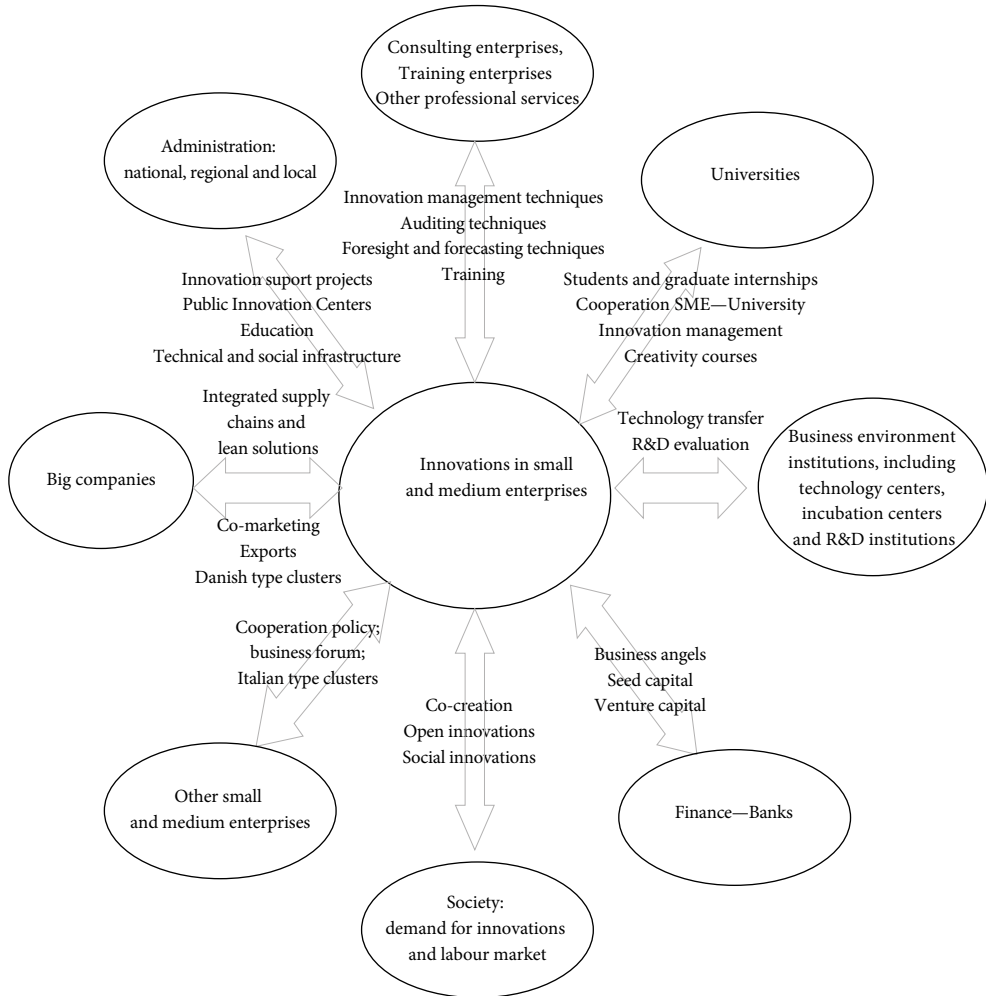 Consulting enterprises,
Training enterprises
Other professional services
Administration:
national, regional and local
Universities
Innovation management techniques
Auditing techniques
Foresight and forecasting techniques
Training
Innovation suport projects
Public Innovation Centers
Education
Technical and social infrastructure
Students and graduate internships
Cooperation SME—University
Innovation management
Creativity courses
Integrated supply
chains and
lean solutions
Technology transfer
R&D evaluation
Big companies
Innovations in small
and medium enterprises
Business environment
institutions, including
technology centers,
incubation centers
and R&D institutions
Co-marketing
Exports
Danish type clusters
Cooperation policy;
business forum;
Italian type clusters
Business angels
Seed capital
Venture capital
Co-creation
Open innovations
Social innovations
Other small
and medium enterprises
Finance—Banks
Society:
demand for innovations
and labour market